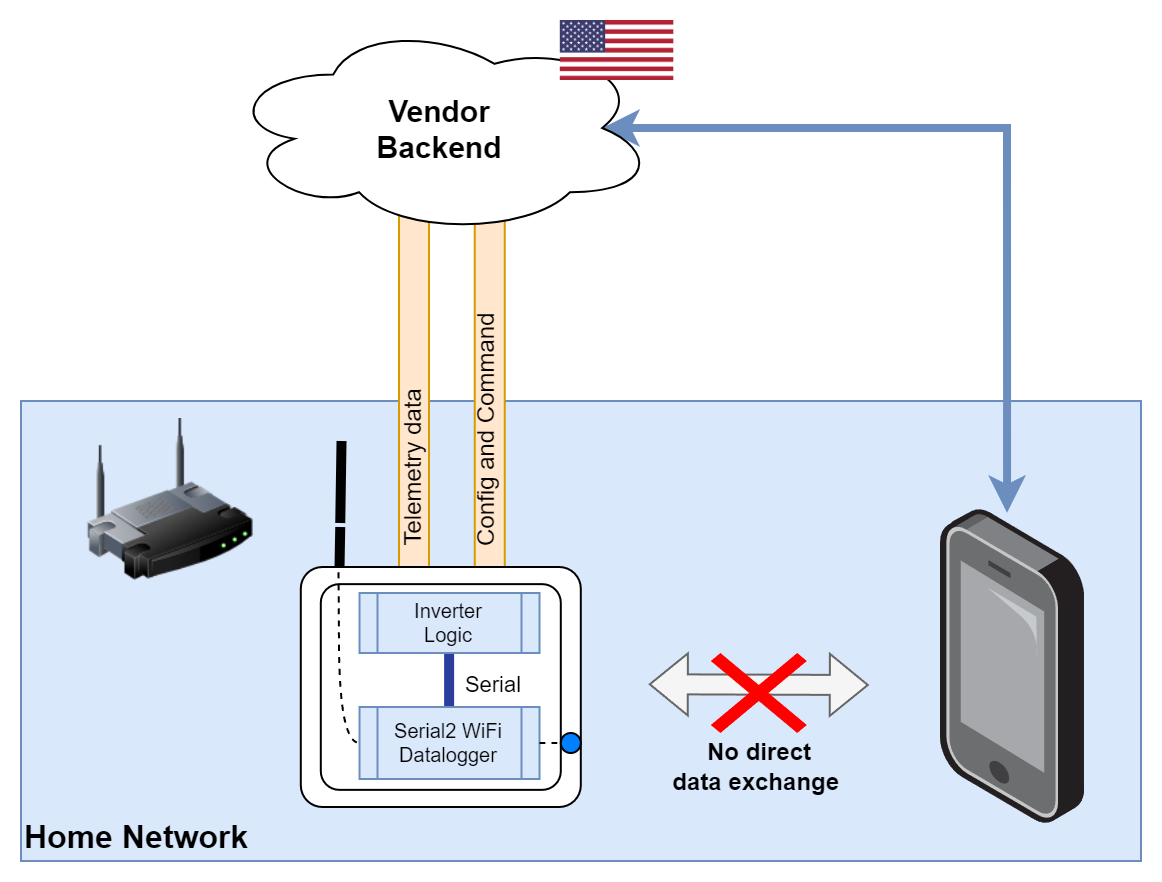 Vendor
Backend
Telemetry data
Config and Command
Inverter
Logic
Serial
Serial2 WiFi
Datalogger
No direct
data exchange
Home Network